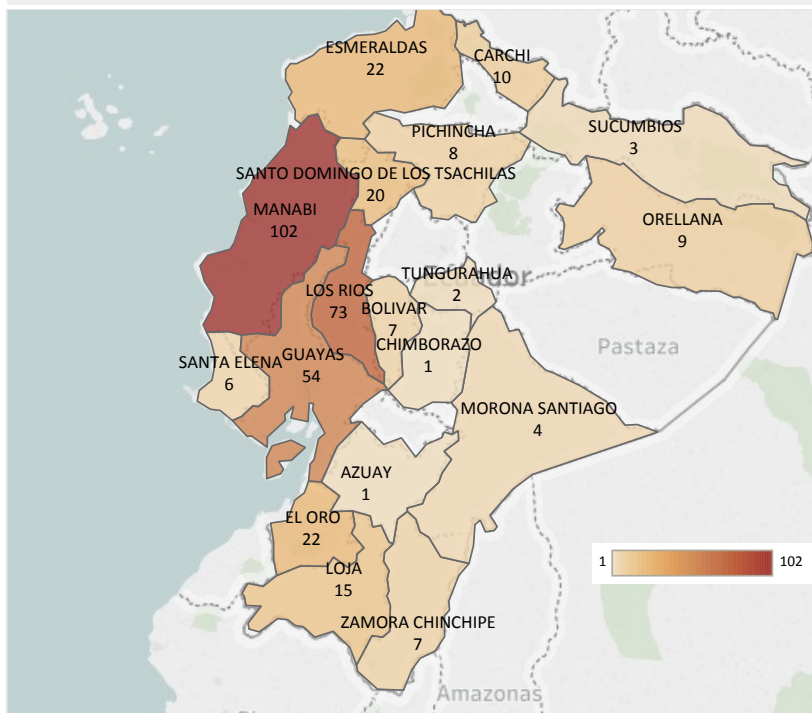 ESMERALDAS
22
CARCHI
10
PICHINCHA
8
SUCUMBIOS
3
SANTO DOMINGO DE LOS TSACHILAS
20
MANABI
102
ORELLANA
9
TUNGURAHUA
2
LOS RIOS
73
BOLIVAR
7
CHIMBORAZO
1
Pastaza
SANTA ELENA
6
GUAYAS
54
MORONA SANTIAGO
4
AZUAY
1
EL ORO
22
1
102
LOJA
15
ZAMORA CHINCHIPE
7
Amazonas